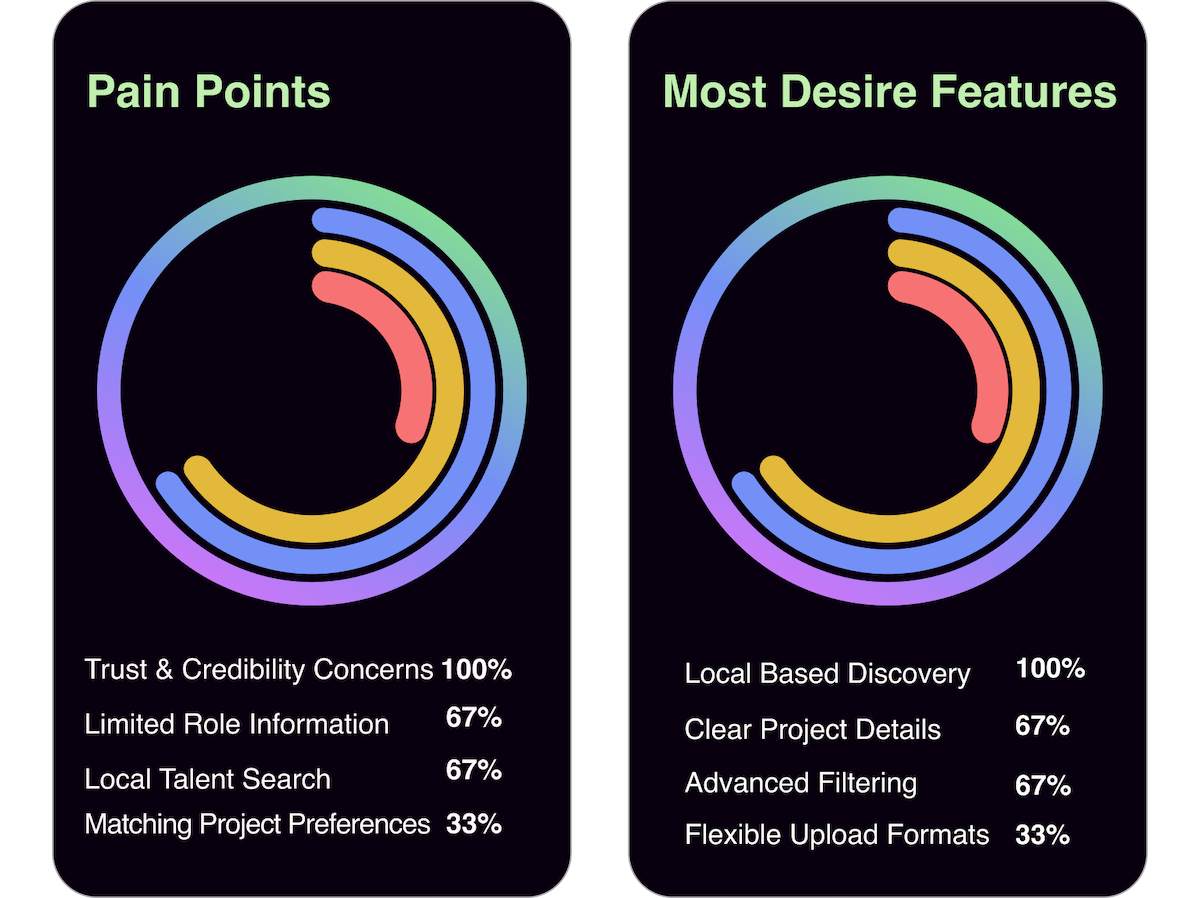 Pain Points
Trust & Credibility Concerns 100%
Limited Role Information 67%
Local Talent Search 67%
Matching Project Preferences 33%
Most Desire Features
Local Based Discovery 100%
Clear Project Details 67%
Advanced Filtering 67%
Flexible Upload Formats 33%